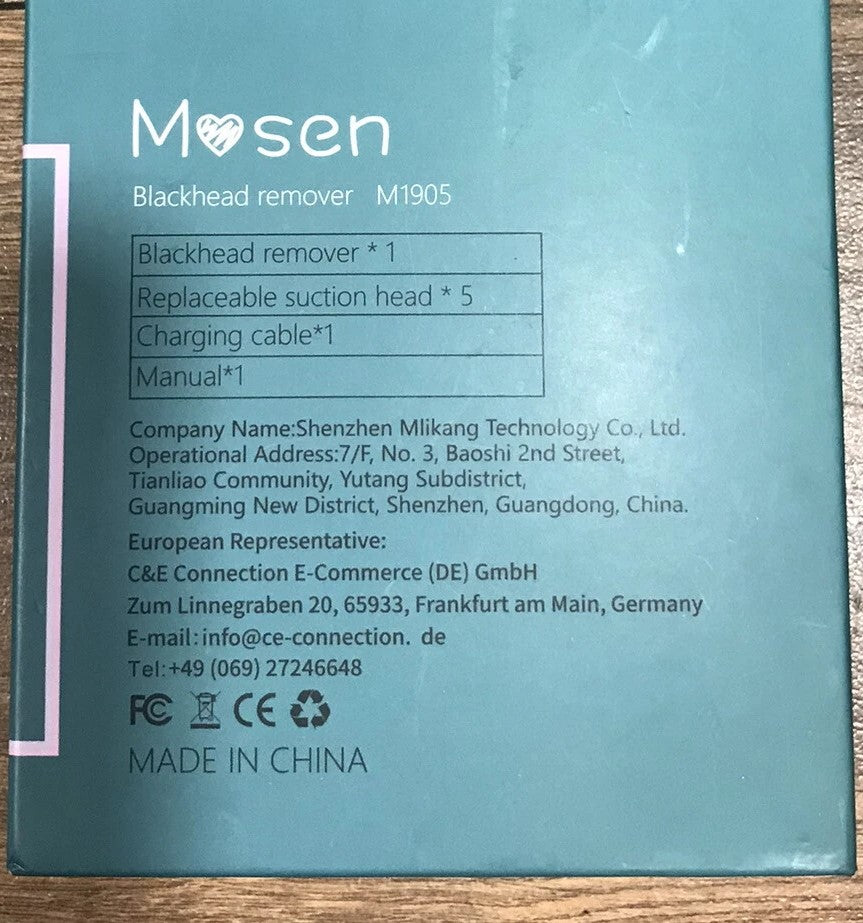 Mosen
Blackhead remover M1905
Blackhead remover * 1
Replaceable suction head * 5
Charging cable*1
Manual*1
Company Name:Shenzhen Mlikang Technology Co., Ltd.
Operational Address:7/F, No. 3, Baoshi 2nd Street,
Tianliao Community, Yutang Subdistrict,
Guangming New District, Shenzhen, Guangdong, China.
European Representative:
C&E Connection E-Commerce (DE) GmbH
Zum Linnegraben 20, 65933, Frankfurt am Main, Germany
E-mail:info@ce-connection. de
Tel:+49 (069) 27246648
FC CE
MADE IN CHINA